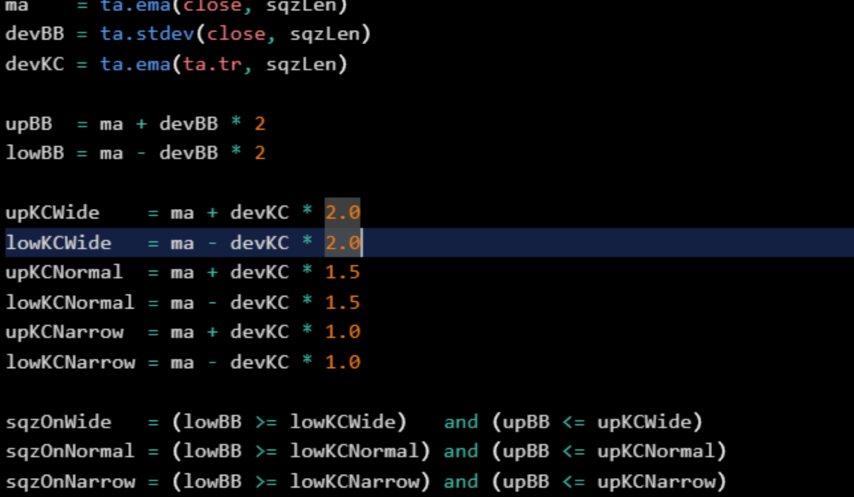 ma     = ta.ema(close, sqzLen)
devBB = ta.stdev(close, sqzLen)
devKC = ta.ema(ta.tr, sqzLen)
upBB  = ma + devBB * 2
lowBB = ma - devBB * 2
upKCWide    = ma + devKC * 2.0
lowKCWide   = ma - devKC * 2.0
upKCNormal  = ma + devKC * 1.5
lowKCNormal = ma - devKC * 1.5
upKCNarrow  = ma + devKC * 1.0
lowKCNarrow = ma - devKC * 1.0
sqzOnWide   = (lowBB >= lowKCWide)   and (upBB <= upKCWide)
sqzOnNormal = (lowBB >= lowKCNormal) and (upBB <= upKCNormal)
sqzOnNarrow = (lowBB >= lowKCNarrow) and (upBB <= upKCNarrow)